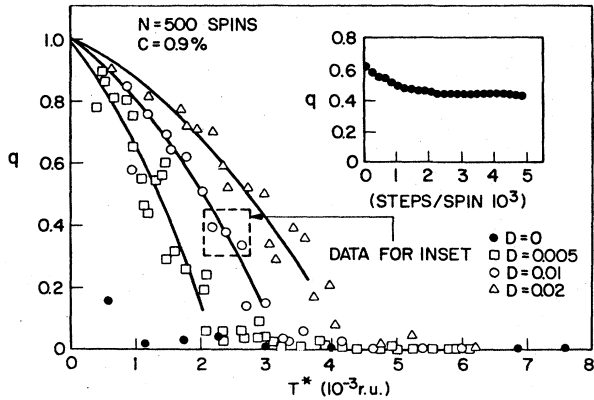 N=500 SPINS
C=0.9%
1.0
0.8
0.6
0.4
0.2
0
q
0 1 2 3 4 5 6 7 8
T* (10⁻³r.u.)
0.8
0.6
0.4
0.2
0
q
0 1 2 3 4 5
(STEPS/SPIN 10³)
DATA FOR INSET
D=0
D=0.005
D=0.01
D=0.02